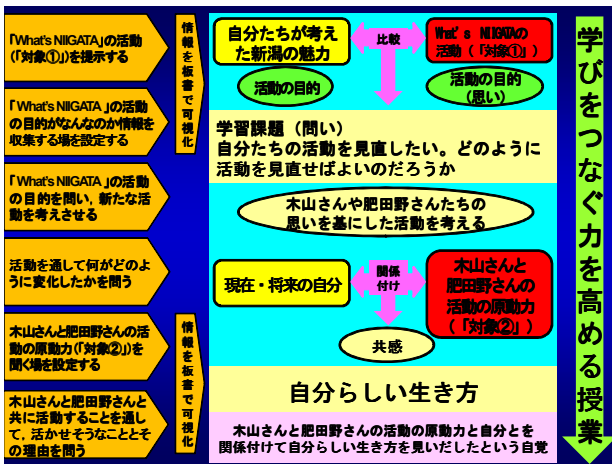 「What's NIIGATA」の活動
(「対象①」)を提示する
「What's NIIGATA 」の活動
の目的がなんなのか情報を
収集する場を設定する
「What's NIIGATA 」の活動
の目的を問い，新たな活
動を考えさせる
活動を通して何がどのよ
うに変化したかを問う
木山さんと肥田野さんの活
動の原動力(「対象②」)を
聞く場を設定する
木山さんと肥田野さんと
共に活動することを通し
て，活かせそうなこととそ
の理由を問う
情報を板書で可視化
情報を板書で可視化
自分たちが考え
た新潟の魅力
比較
What's NIIGATAの
活動（「対象①」）
活動の目的
活動の目的
（思い）
学習課題（問い）
自分たちの活動を見直したい。どのように
活動を見直せばよいのだろうか
木山さんや肥田野さんたちの
思いを基にした活動を考える
現在・将来の自分
関係
付け
木山さんと
肥田野さんの
活動の原動力
（「対象②」）
共感
自分らしい生き方
木山さんと肥田野さんの活動の原動力と自分とを
関係付けて自分らしい生き方を見いだしたという自覚
学びをつなぐ力を高める授業